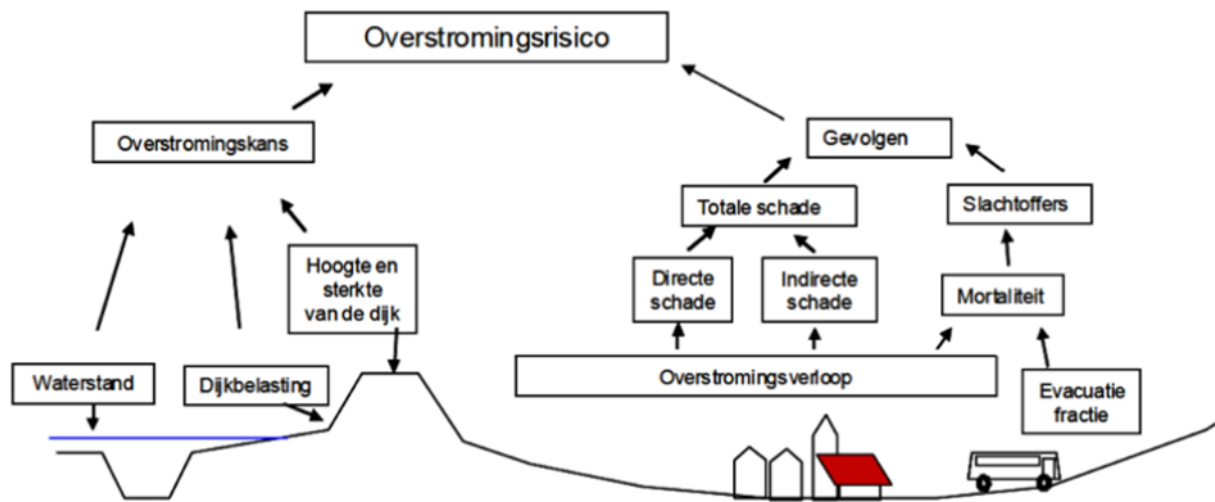 Overstromingsrisico
Overstromingskans
Gevolgen
Totale schade
Slachtoffers
Hoogte en
sterkte
van de dijk
Directe
schade
Indirecte
schade
Mortaliteit
Waterstand
Dijkbelasting
Overstromingsverloop
Evacuatie
fractie